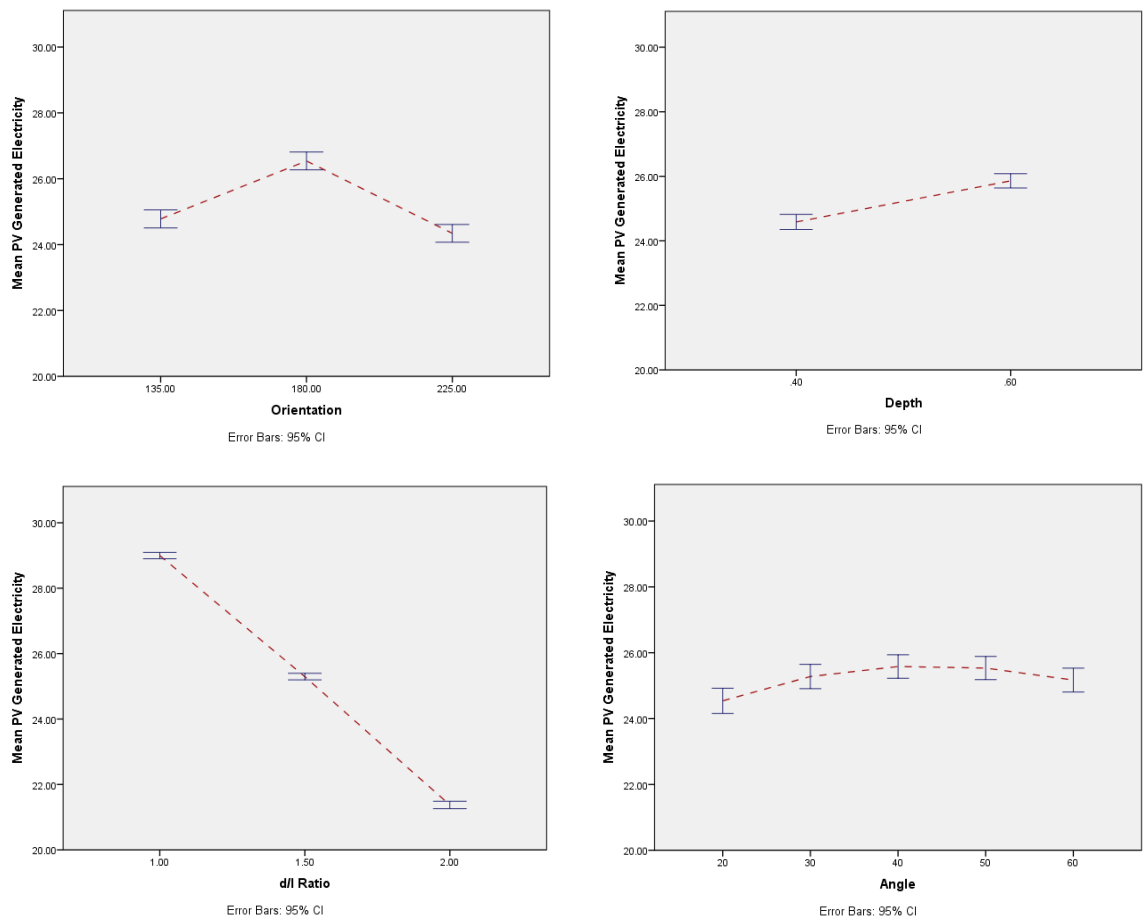 Mean PV Generated Electricity
30.00
28.00
26.00
24.00
22.00
20.00
135.00 180.00 225.00
Orientation
Error Bars: 95% CI
Mean PV Generated Electricity
30.00
28.00
26.00
24.00
22.00
20.00
.40 .60
Depth
Error Bars: 95% CI
Mean PV Generated Electricity
30.00
28.00
26.00
24.00
22.00
20.00
1.00 1.50 2.00
d/l Ratio
Error Bars: 95% CI
Mean PV Generated Electricity
30.00
28.00
26.00
24.00
22.00
20.00
20 30 40 50 60
Angle
Error Bars: 95% CI